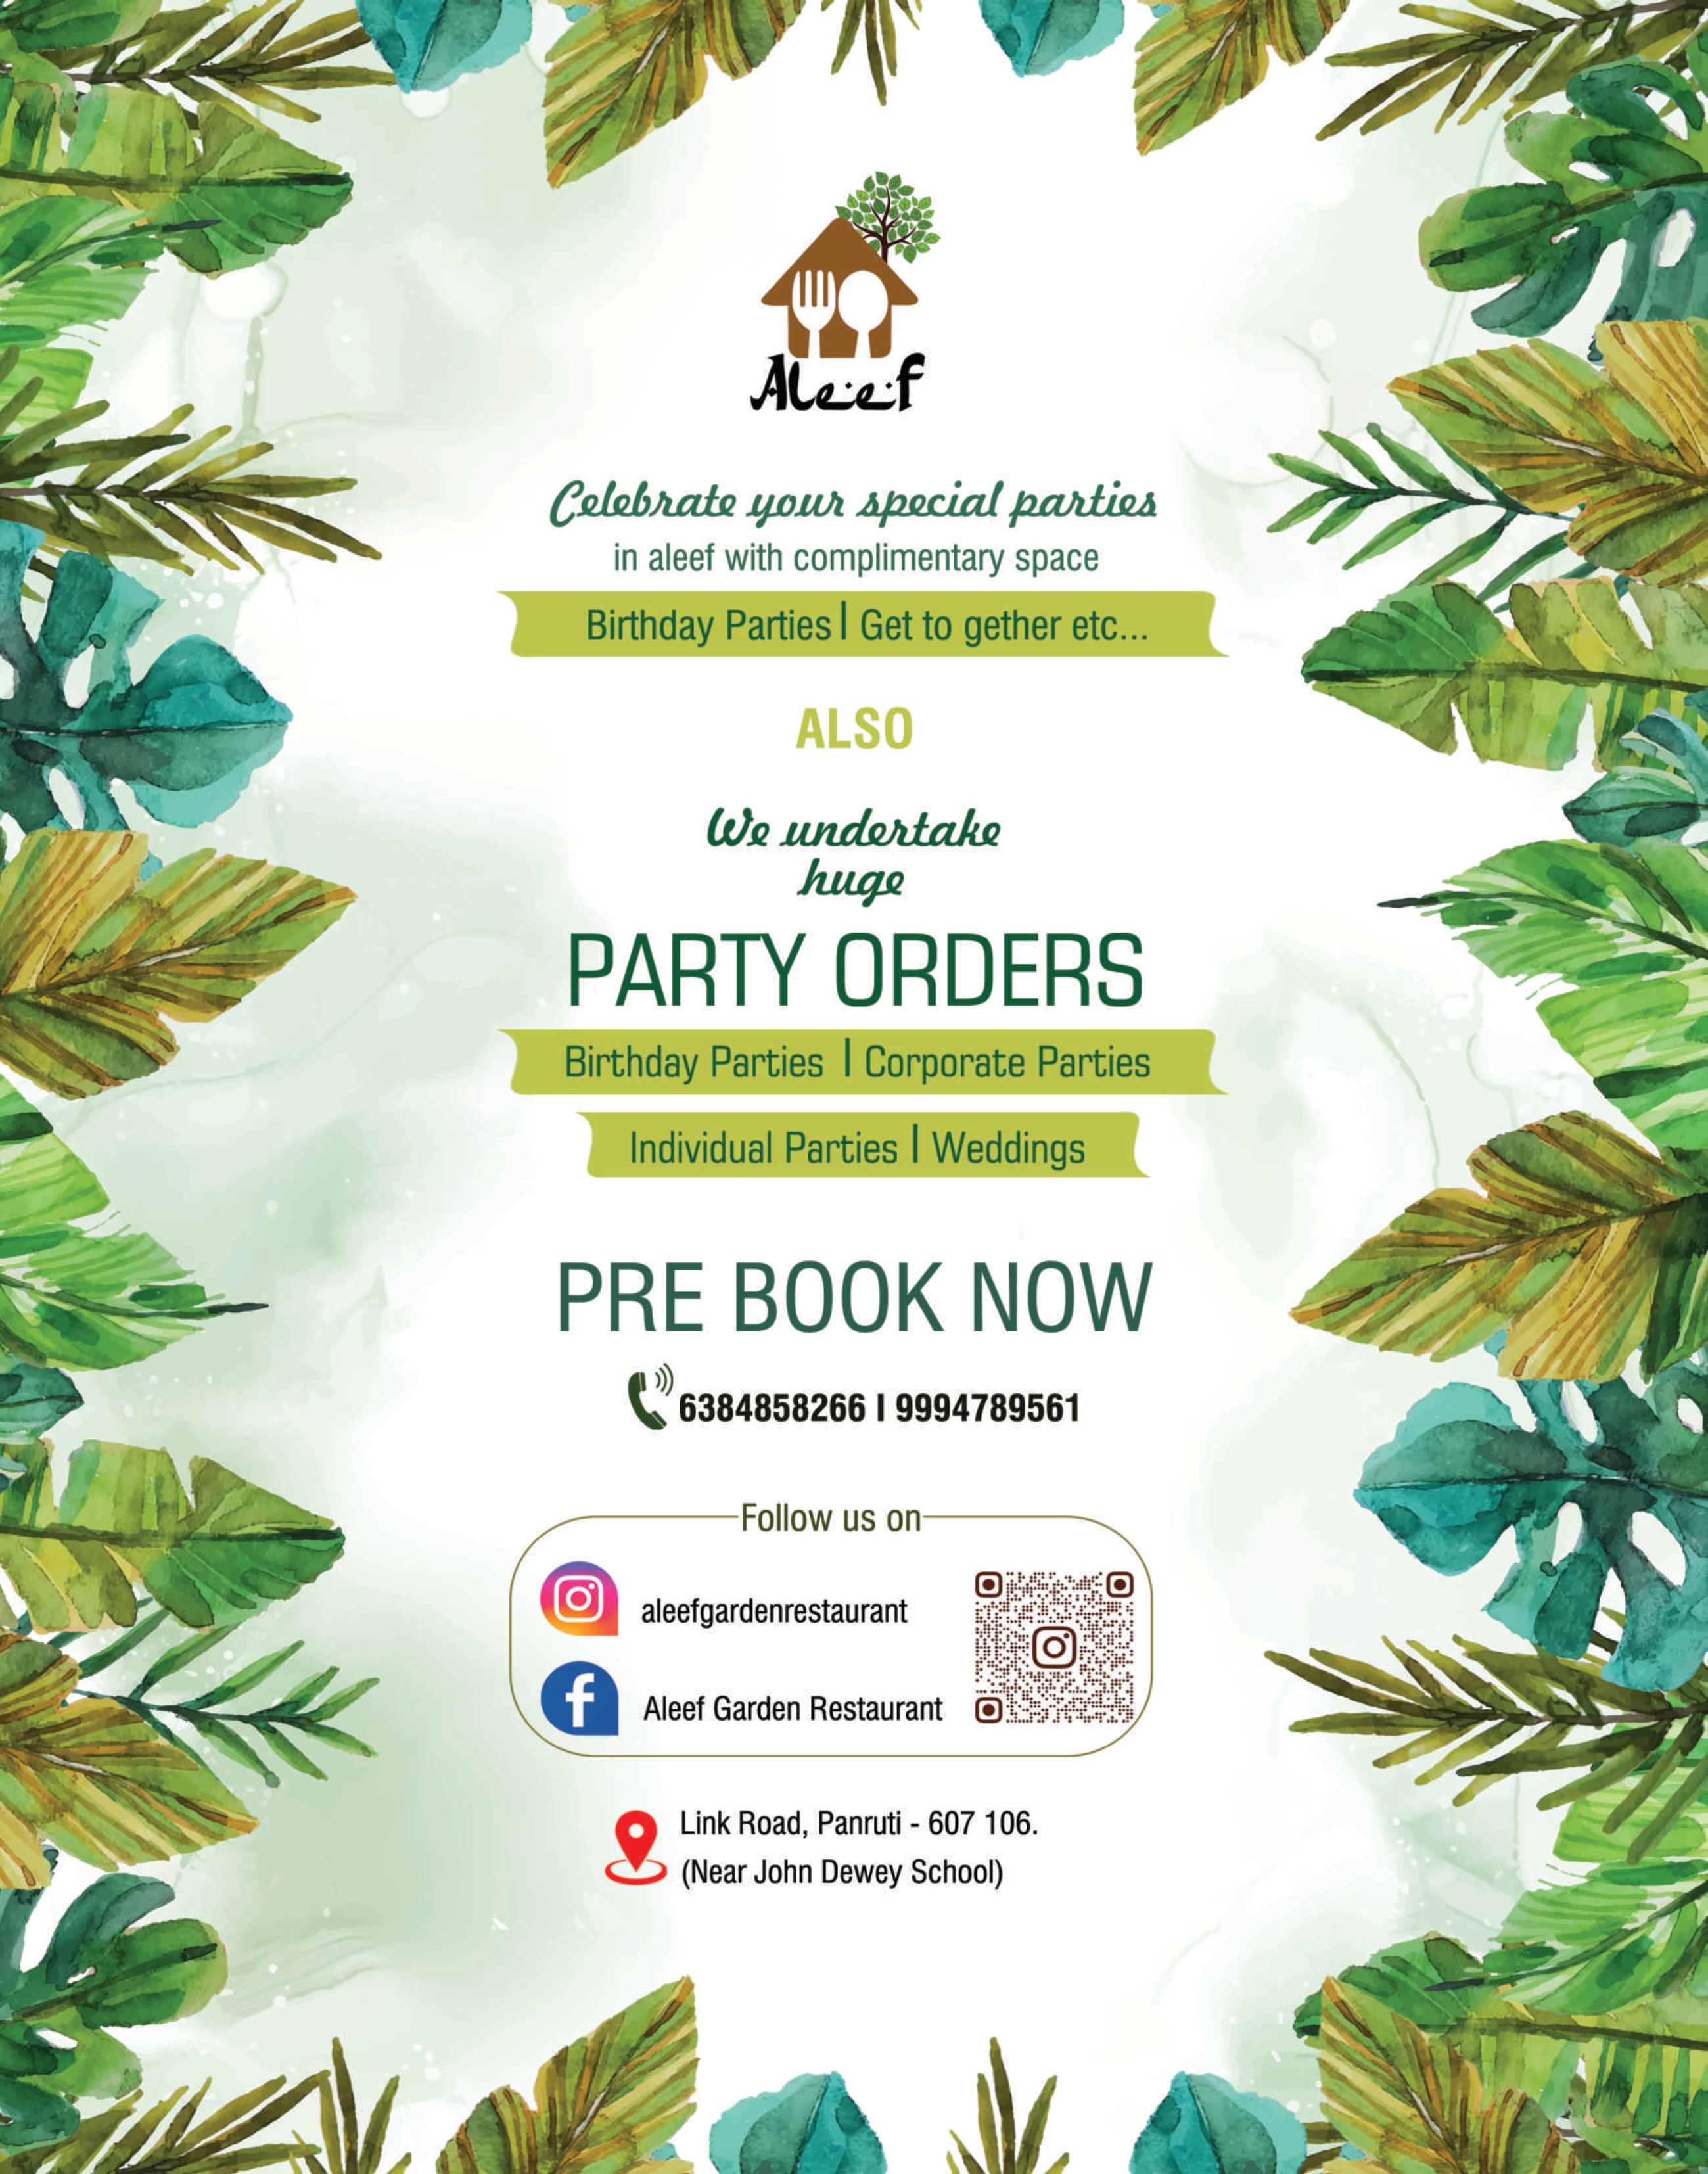 Aleef
Celebrate your special parties
in aleef with complimentary space
Birthday Parties | Get to gether etc...
ALSO
We undertake
huge
PARTY ORDERS
Birthday Parties | Corporate Parties
Individual Parties | Weddings
PRE BOOK NOW
6384858266 I 9994789561
Follow us on
aleefgardenrestaurant
Aleef Garden Restaurant
Link Road, Panruti - 607 106.
(Near John Dewey School)